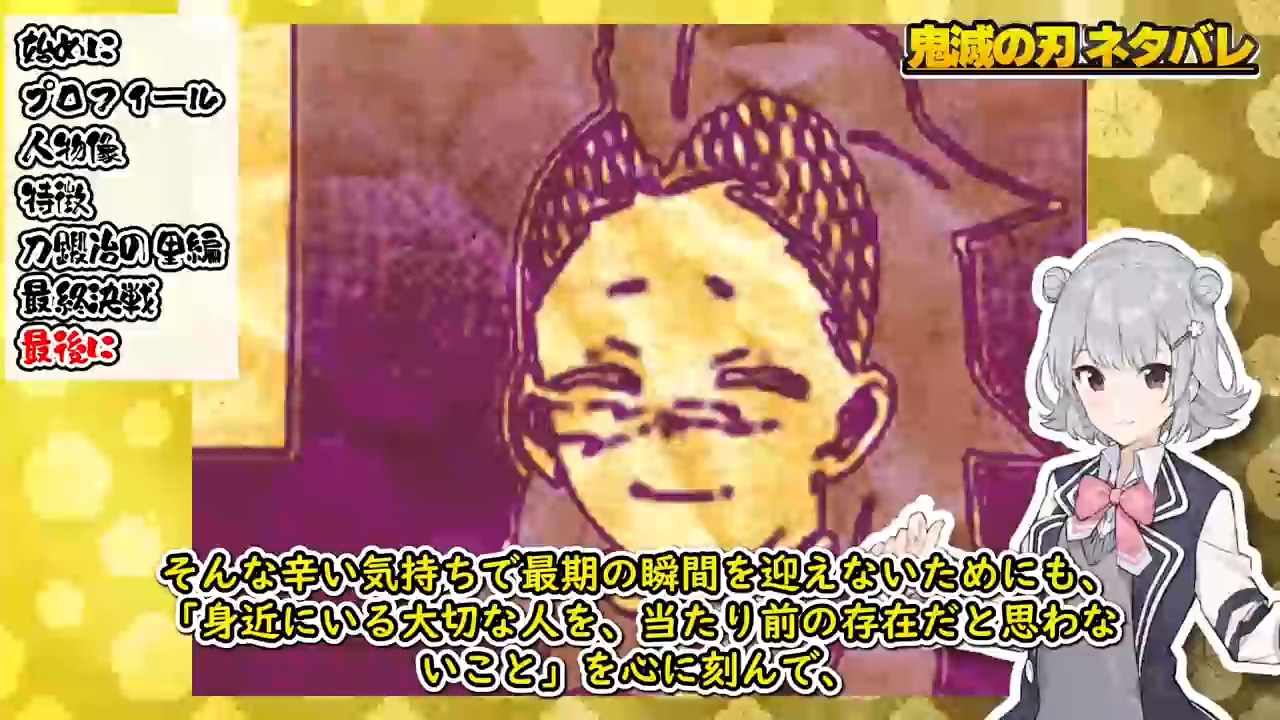 始めに
プロフィール
人物像
特徴
刀鍛冶の里編
最終決戦
最後に
鬼滅の刃 ネタバレ
そんな辛い気持ちで最期の瞬間を迎えないためにも、
「身近にいる大切な人を、当たり前の存在だと思わな
いこと」を心に刻んで、